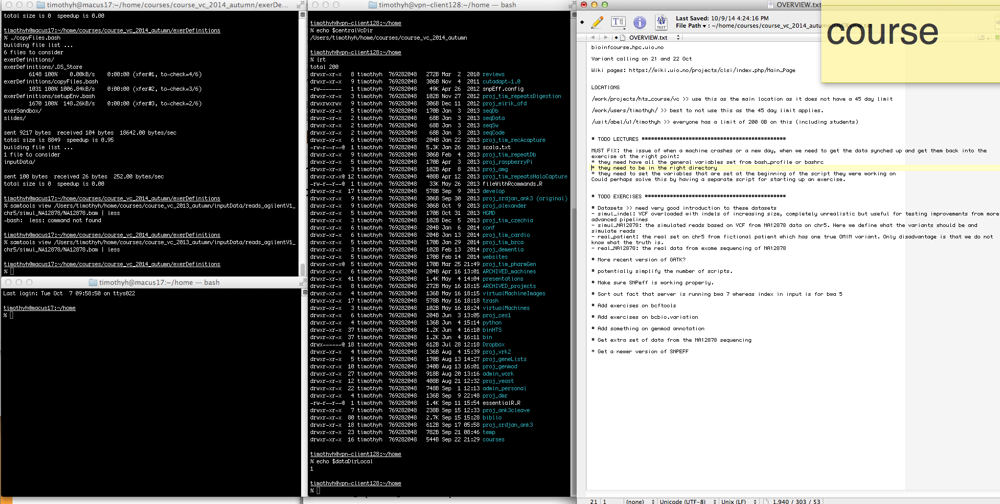 timothyh@macus17:~/home/courses/course_vc_2014_autumn/exerDe...
total size is 0  speedup is 0.00
timothyh@macus17:~/home/courses/course_vc_2014_autumn/exerDefinitions
% ./copyFiles.bash
building file list ...
6 files to consider
exerDefinitions/
exerDefinitions/.DS_Store
        6148 100%    0.00kB/s    0:00:00 (xfer#1, to-check=4/6)
exerDefinitions/copyFiles.bash
        1031 100% 1006.84kB/s    0:00:00 (xfer#2, to-check=3/6)
exerDefinitions/setupEnv.bash
        1670 100%  148.26kB/s    0:00:00 (xfer#3, to-check=2/6)
exerSandbox/
slides/
sent 9217 bytes  received 104 bytes  18642.00 bytes/sec
total size is 8849  speedup is 0.95
building file list ...
1 file to consider
inputData/
sent 100 bytes  received 26 bytes  252.00 bytes/sec
total size is 0  speedup is 0.00
timothyh@macus17:~/home/courses/course_vc_2014_autumn/exerDefinitions
% samtools view /Users/timothyh/home/courses/course_vc_2013_autumn/inputData/reads_agilentV1_
chr5/simul_NA12878/NA12878.bam | less
-bash:  less: command not found
timothyh@macus17:~/home/courses/course_vc_2014_autumn/exerDefinitions
% samtools view /Users/timothyh/home/courses/course_vc_2013_autumn/inputData/reads_agilentV1_
chr5/simul_NA12878/NA12878.bam | less
timothyh@macus17:~/home/courses/course_vc_2014_autumn/exerDefinitions
%
timothyh@macus17:~/home — bash
Last login: Tue Oct  7 09:58:50 on ttys022
timothyh@macus17:~/home
%
timothyh@vpn-client128:~/home — bash
timothyh@vpn-client128:~/home
% echo $centralVcDir
/Users/timothyh/home/courses/course_vc_2014_autumn
timothyh@vpn-client128:~/home
% lrt
total 200
drwxr-xr-x   8 timothyh  769282048   272B Mar  2  2010 reviews
drwxr-xr-x   9 timothyh  769282048   306B Nov  4  2011 cutadapt-1.0
-rw-------   1 timothyh  769282048    49K Apr 26  2012 snpEff.config
drwxr-xr-x   3 timothyh  769282048   102B Nov 27  2012 proj_tim_repeatsDigestion
drwxrwxrwx   9 timothyh  769282048   306B Dec 11  2012 proj_eirik_ofd
drwxr-xr-x   5 timothyh  769282048   170B Jan  3  2013 seqDb
drwxr-xr-x   2 timothyh  769282048    68B Jan  3  2013 seqData
drwxr-xr-x   2 timothyh  769282048    68B Jan  3  2013 seqSw
drwxr-xr-x   2 timothyh  769282048    68B Jan  3  2013 seqCode
drwxr-xr-x   6 timothyh  769282048   204B Jan 22  2013 proj_tim_recAcapture
-rw-r--r--@  1 timothyh  769282048   5.3K Jan 26  2013 scala.txt
drwxr-xr-x   9 timothyh  769282048   306B Feb  4  2013 proj_tim_repeatDb
drwxr-xr-x   5 timothyh  769282048   170B Apr  1  2013 proj_raspberryPi
drwxr-xr-x   3 timothyh  769282048   102B Apr  8  2013 proj_amg
drwxr-xr-x@ 12 timothyh  769282048   408B Apr 12  2013 proj_tim_repeatsHaloCapture
-rw-r--r--@  1 timothyh  769282048    33K May 26  2013 fileWithRcommands.R
drwxr-xr-x  17 timothyh  769282048   578B Sep  9  2013 develop
drwxr-xr-x   9 timothyh  769282048   306B Sep 30  2013 proj_srdjan_ank3 (original)
drwxr-xr-x   9 timothyh  769282048   306B Oct  9  2013 proj_alexander
drwxr-xr-x   5 timothyh  769282048   170B Oct 31  2013 HGMD
drwxr-xr-x   3 timothyh  769282048   102B Dec  5  2013 proj_tim_czechia
drwxr-xr-x   6 timothyh  769282048   204B Jan  6  2014 conf
drwxr-xr-x   6 timothyh  769282048   204B Jan 13  2014 proj_tim_cardio
drwxr-xr-x   5 timothyh  769282048   170B Jan 29  2014 proj_tim_brca
drwxr-xr-x   3 timothyh  769282048   102B Feb 13  2014 proj_dementia
drwxr-xr-x   5 timothyh  769282048   170B Feb 14  2014 websites
drwxr-xr-x@  5 timothyh  769282048   170B Mar 25 21:49 proj_tim_pharmGen
drwxr-xr-x   6 timothyh  769282048   204B Apr 16 13:01 ARCHIVED_machines
drwxr-xr-x  41 timothyh  769282048   1.4K May  4 14:04 presentations
drwxr-xr-x   8 timothyh  769282048   272B May 16 18:15 ARCHIVED_projects
drwxr-xr-x   4 timothyh  769282048   136B May 16 18:15 virtualMachineImages
drwxr-xr-x  17 timothyh  769282048   578B May 16 18:18 trash
drwxr-xr-x   3 timothyh  769282048   102B May 16 18:24 virtualMachines
drwxr-xr-x   6 timothyh  769282048   204B Jun  3 13:05 proj_ces1
drwxr-xr-x   4 timothyh  769282048   136B Jun  4 15:14 python
drwxr-xr-x  37 timothyh  769282048   1.2K Jun  4 16:10 binHTS
drwxr-xr-x  37 timothyh  769282048   1.2K Jun  4 16:11 bin
drwx------@ 18 timothyh  769282048   612B Jul 28 12:18 Dropbox
drwxr-xr-x   4 timothyh  769282048   136B Aug  4 15:39 proj_vrk2
drwxr-xr-x   5 timothyh  769282048   170B Aug 13 14:27 proj_geneLists
drwxr-xr-x  10 timothyh  769282048   340B Aug 13 16:01 proj_genmod
drwxr-xr-x  27 timothyh  769282048   918B Aug 20 13:16 admin_work
drwxr-xr-x  12 timothyh  769282048   408B Aug 21 12:32 proj_yeast
drwxr-xr-x  22 timothyh  769282048   748B Sep  1 12:13 admin_personal
drwxr-xr-x   4 timothyh  769282048   136B Sep  9 22:48 proj_dmr
-rw-r--r--@  1 timothyh  769282048   1.4K Sep 11 15:54 essentialR.R
drwxr-xr-x   7 timothyh  769282048   238B Sep 15 12:33 proj_ank3cleave
drwxr-xr-x  80 timothyh  769282048   2.7K Sep 15 15:28 biblio
drwxr-xr-x  18 timothyh  769282048   612B Sep 17 05:58 proj_srdjan_ank3
drwxr-xr-x  23 timothyh  769282048   782B Sep 21 08:46 temp
drwxr-xr-x  16 timothyh  769282048   544B Sep 22 21:29 courses
timothyh@vpn-client128:~/home
% echo $dataDirLocal
1
timothyh@vpn-client128:~/home
%
OVERVIEW.txt
Last Saved: 10/9/14 4:24:16 PM
File Path ▾ : ~/home/courses/course_vc_2014_autumn/OVERVIEW.txt
TEXT
OVERVIEW.txt
course
bioinfcourse.hpc.uio.no
Variant calling on 21 and 22 Oct
Wiki pages: https://wiki.uio.no/projects/clsi/index.php/Main_Page
LOCATIONS
/work/projects/hts_course/vc >> use this as the main location as it does not have a 45 day limit
/work/users/timothyh/ >> best to not use this as the 45 day limit applies.
/usit/abel/u1/timothyh >> everyone has a limit of 200 GB on this (including students)
# TODO LECTURES ##############################################
MUST FIX: the issue of when a machine crashes or a new day, when we need to get the data synched up and get them back into the
exercise at the right point:
* they need have all the general variables set from bash_profile or bashrc
* they need to be in the right directory
* they need to set the variables that are set at the beginning of the script they were working on
Could perhaps solve this by having a separate script for starting up an exercise.
# TODO EXERCISES #############################################
# Datasets >> need very good introduction to these datasets
- simul_indel: VCF overloaded with indels of increasing size, completely unrealistic but useful for testing improvements from more
advanced pipelines
- simul_NA12878: the simulated reads based on VCF from NA12878 data on chr5. Here we define what the variants should be and
simulate reads
- real_patient: the real set on chr5 from fictional patient which has one true OMIM variant. Only disadvantage is that we do not
know what the truth is.
- real_NA12878: the real data from exome sequencing of NA12878
# More recent version of GATK?
# potentially simplify the number of scripts.
# Make sure SNPeff is working properly.
# Sort out fact that server is running bwa 7 whereas index in input is for bwa 5
# Add exercises on bcftools
# Add exercises on bcbio.variation
# Add something on genmod annotation
# Get extra set of data from the NA12878 sequencing
* Get a newer version of SNPEFF
21 1 (none) Unicode (UTF-8) Unix (LF) 1,940 / 303 / 53